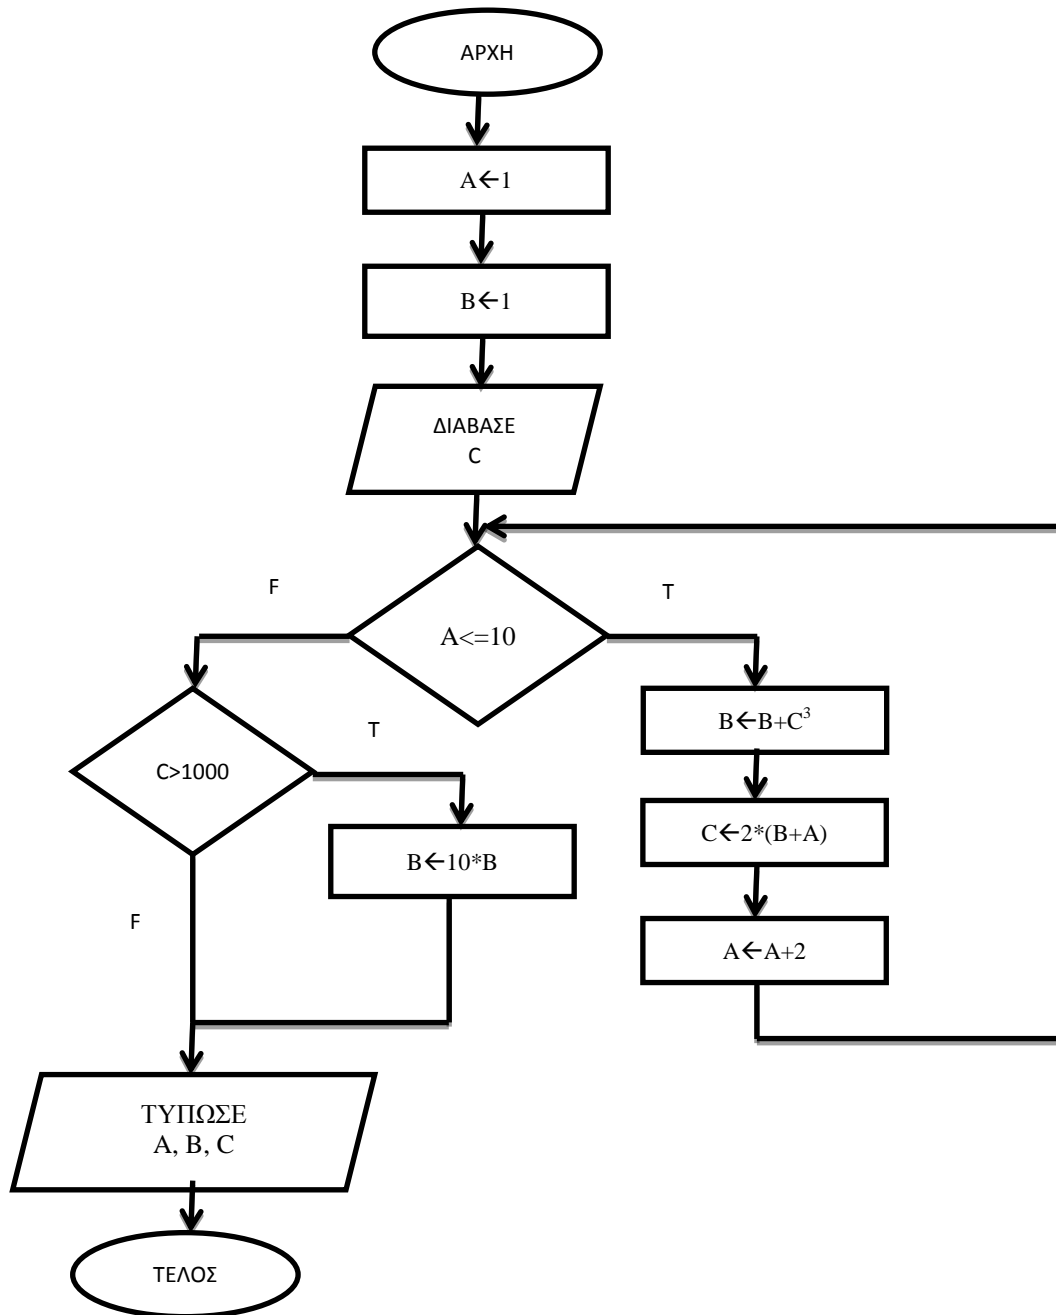 ΑΡΧΗ
A←1
B←1
ΔΙΑΒΑΣΕ
C
F
T
A<=10
B←B+C³
T
C>1000
C←2*(B+A)
B←10*B
F
A←A+2
ΤΥΠΩΣΕ
A, B, C
ΤΕΛΟΣ